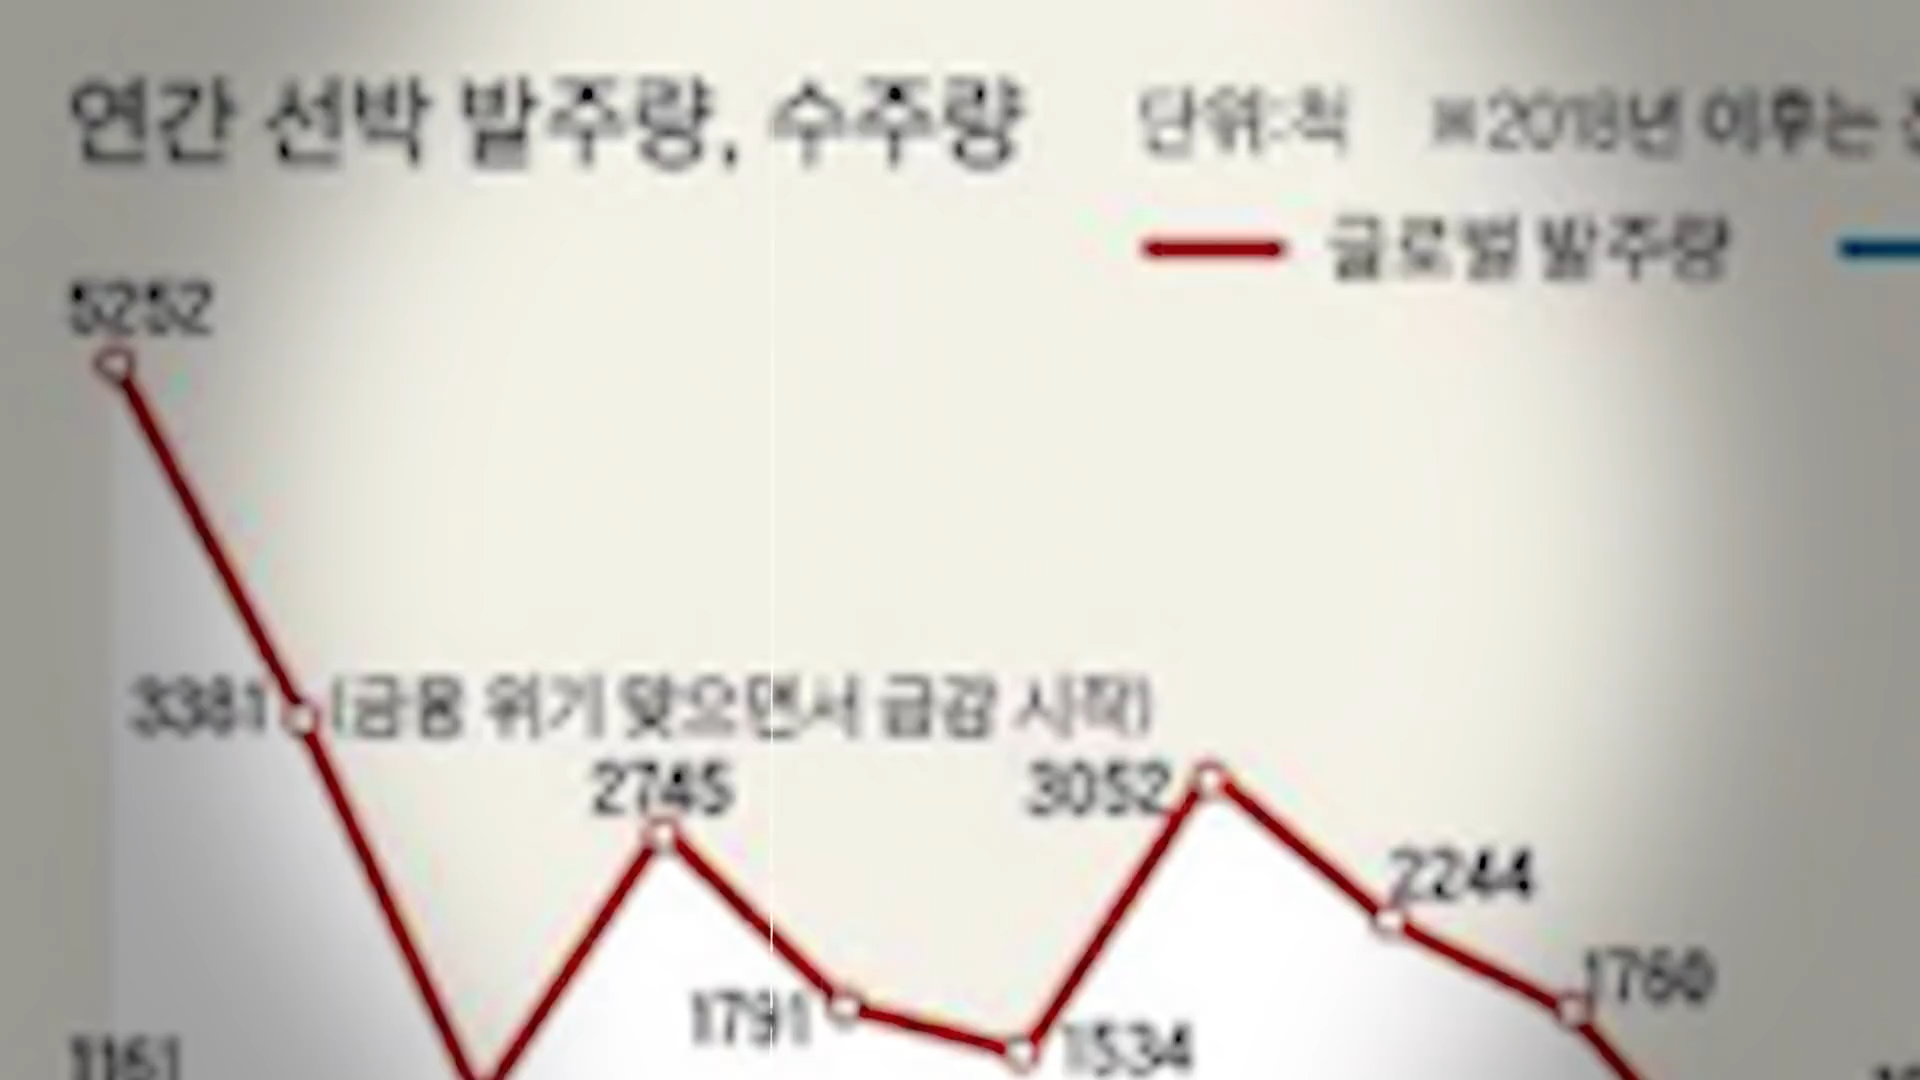 연간 선박 발주량, 수주량
단위:척 ※2018년 이후는
글로벌 발주량
5252
3381 (금융 위기 맞으면서 급감 시작)
2745
3052
2244
1760
1791
1534
1161